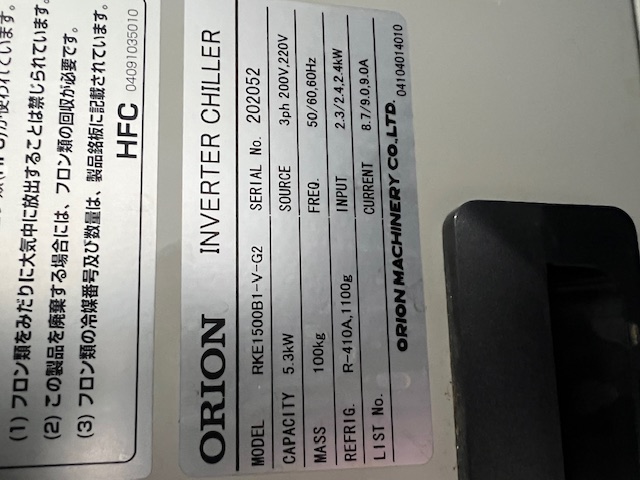 (1) フロン類をみだりに大気中に放出することは禁じられています。
(2) この製品を廃棄する場合には、フロン類の回収が必要です。
(3) フロン類の冷媒番号及び数量は、製品銘板に記載されています。
HFC 04091035010
ORION INVERTER CHILLER
MODEL RKE1500B1-V-G2 SERIAL No. 202052
CAPACITY 5.3kW SOURCE 3ph 200V,220V
MASS 100kg FREQ. 50/60,60Hz
REFRIG. R-410A,1100g INPUT 2.3/2.4,2.4kW
LIST No. CURRENT 8.7/9.0,9.0A
ORION MACHINERY CO.,LTD. 04104014010